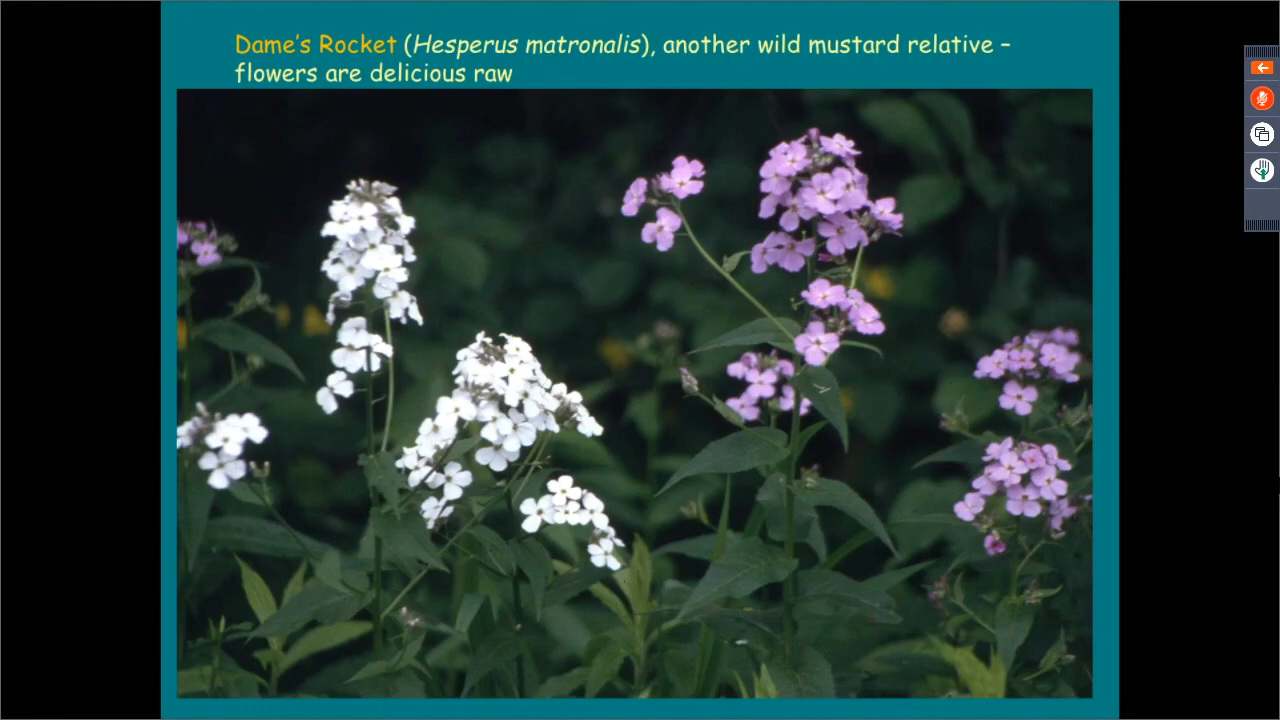 Dame's Rocket (Hesperus matronalis), another wild mustard relative –
flowers are delicious raw